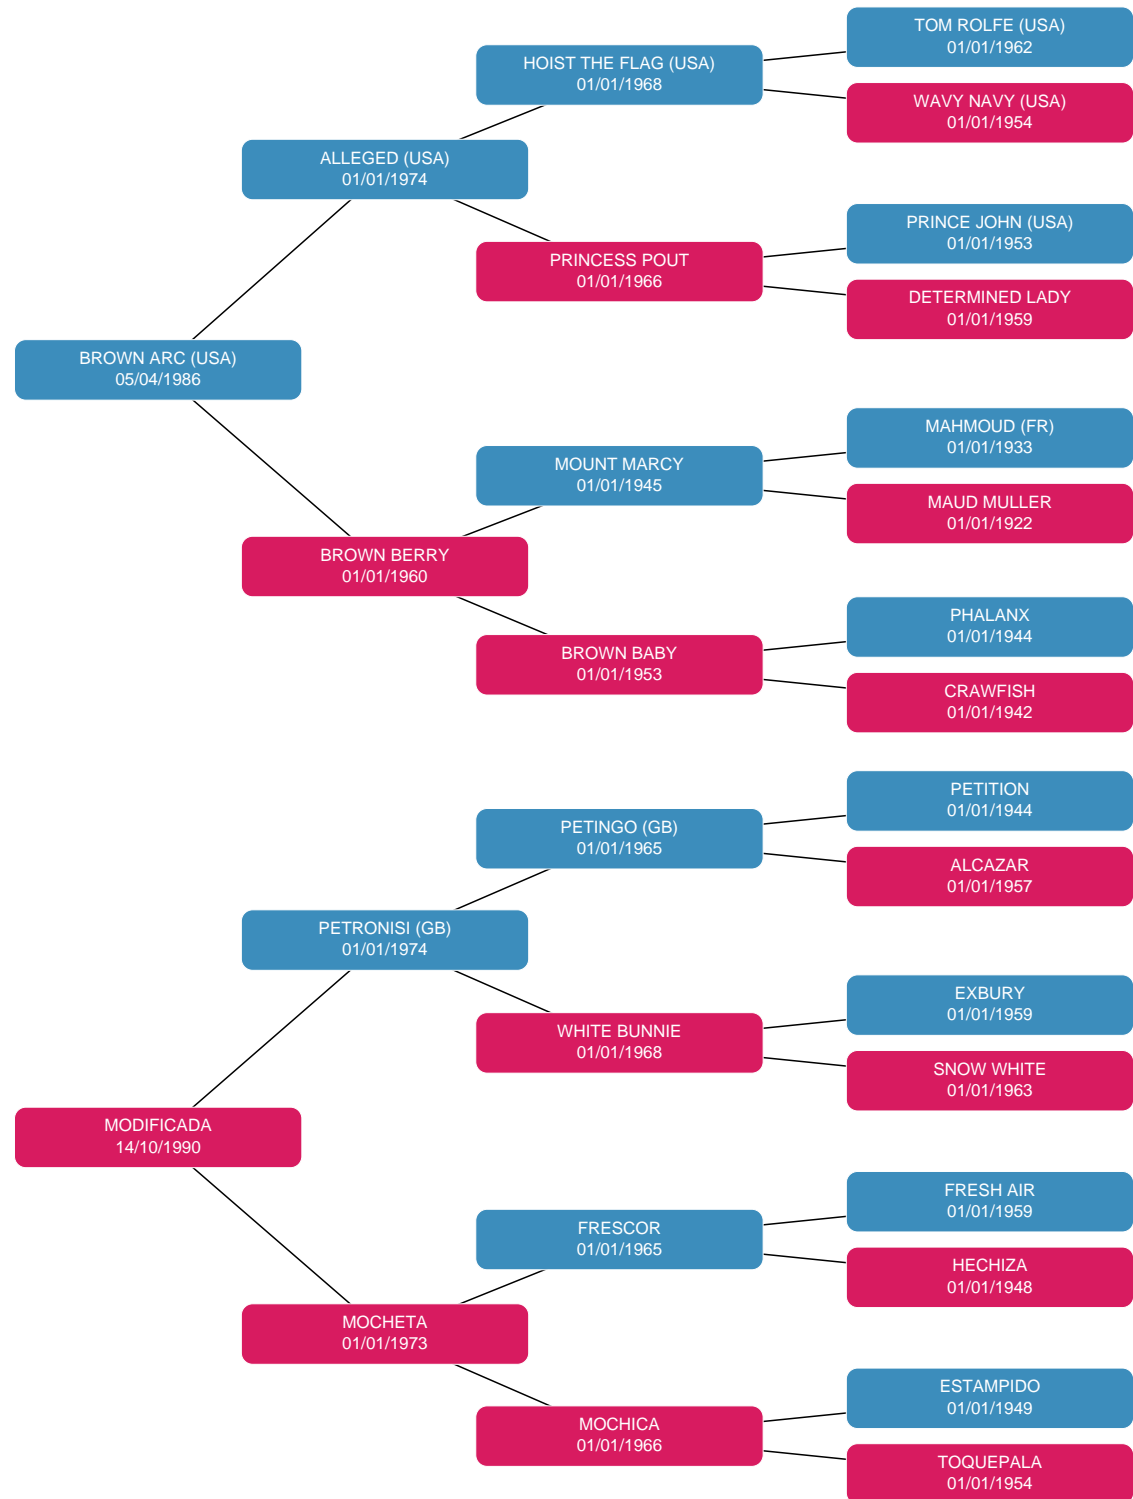 TOM ROLFE (USA)
01/01/1962
HOIST THE FLAG (USA)
01/01/1968
WAVY NAVY (USA)
01/01/1954
ALLEGED (USA)
01/01/1974
PRINCE JOHN (USA)
01/01/1953
PRINCESS POUT
01/01/1966
DETERMINED LADY
01/01/1959
BROWN ARC (USA)
05/04/1986
MAHMOUD (FR)
01/01/1933
MOUNT MARCY
01/01/1945
MAUD MULLER
01/01/1922
BROWN BERRY
01/01/1960
PHALANX
01/01/1944
BROWN BABY
01/01/1953
CRAWFISH
01/01/1942
PETITION
01/01/1944
PETINGO (GB)
01/01/1965
ALCAZAR
01/01/1957
PETRONISI (GB)
01/01/1974
EXBURY
01/01/1959
WHITE BUNNIE
01/01/1968
SNOW WHITE
01/01/1963
MODIFICADA
14/10/1990
FRESH AIR
01/01/1959
FRESCOR
01/01/1965
HECHIZA
01/01/1948
MOCHETA
01/01/1973
ESTAMPIDO
01/01/1949
MOCHICA
01/01/1966
TOQUEPALA
01/01/1954